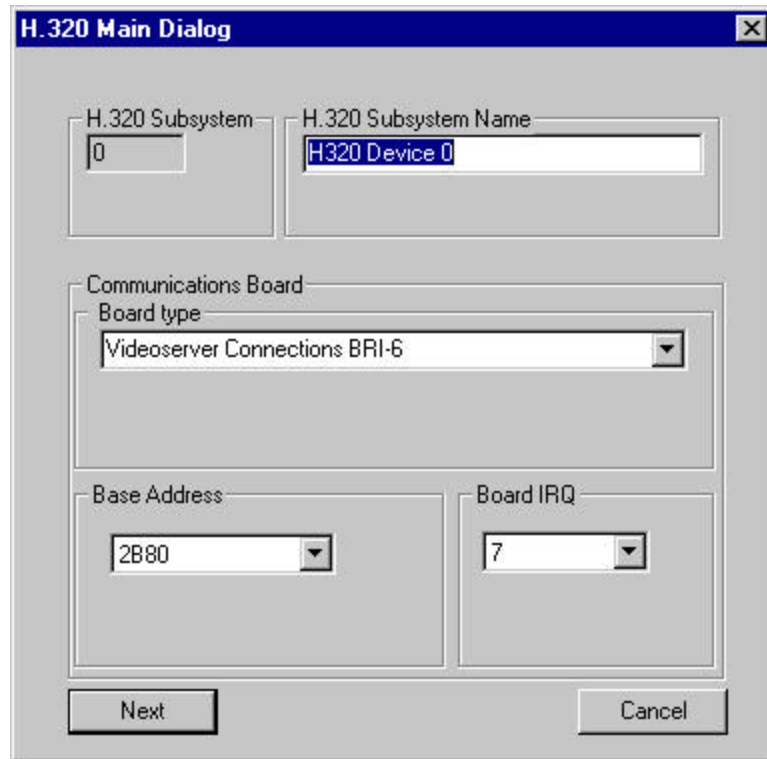 H.320 Main Dialog
H.320 Subsystem
0
H.320 Subsystem Name
H320 Device 0
Communications Board
Board type
Videoserver Connections BRI-6
Base Address
2B80
Board IRQ
7
Next
Cancel